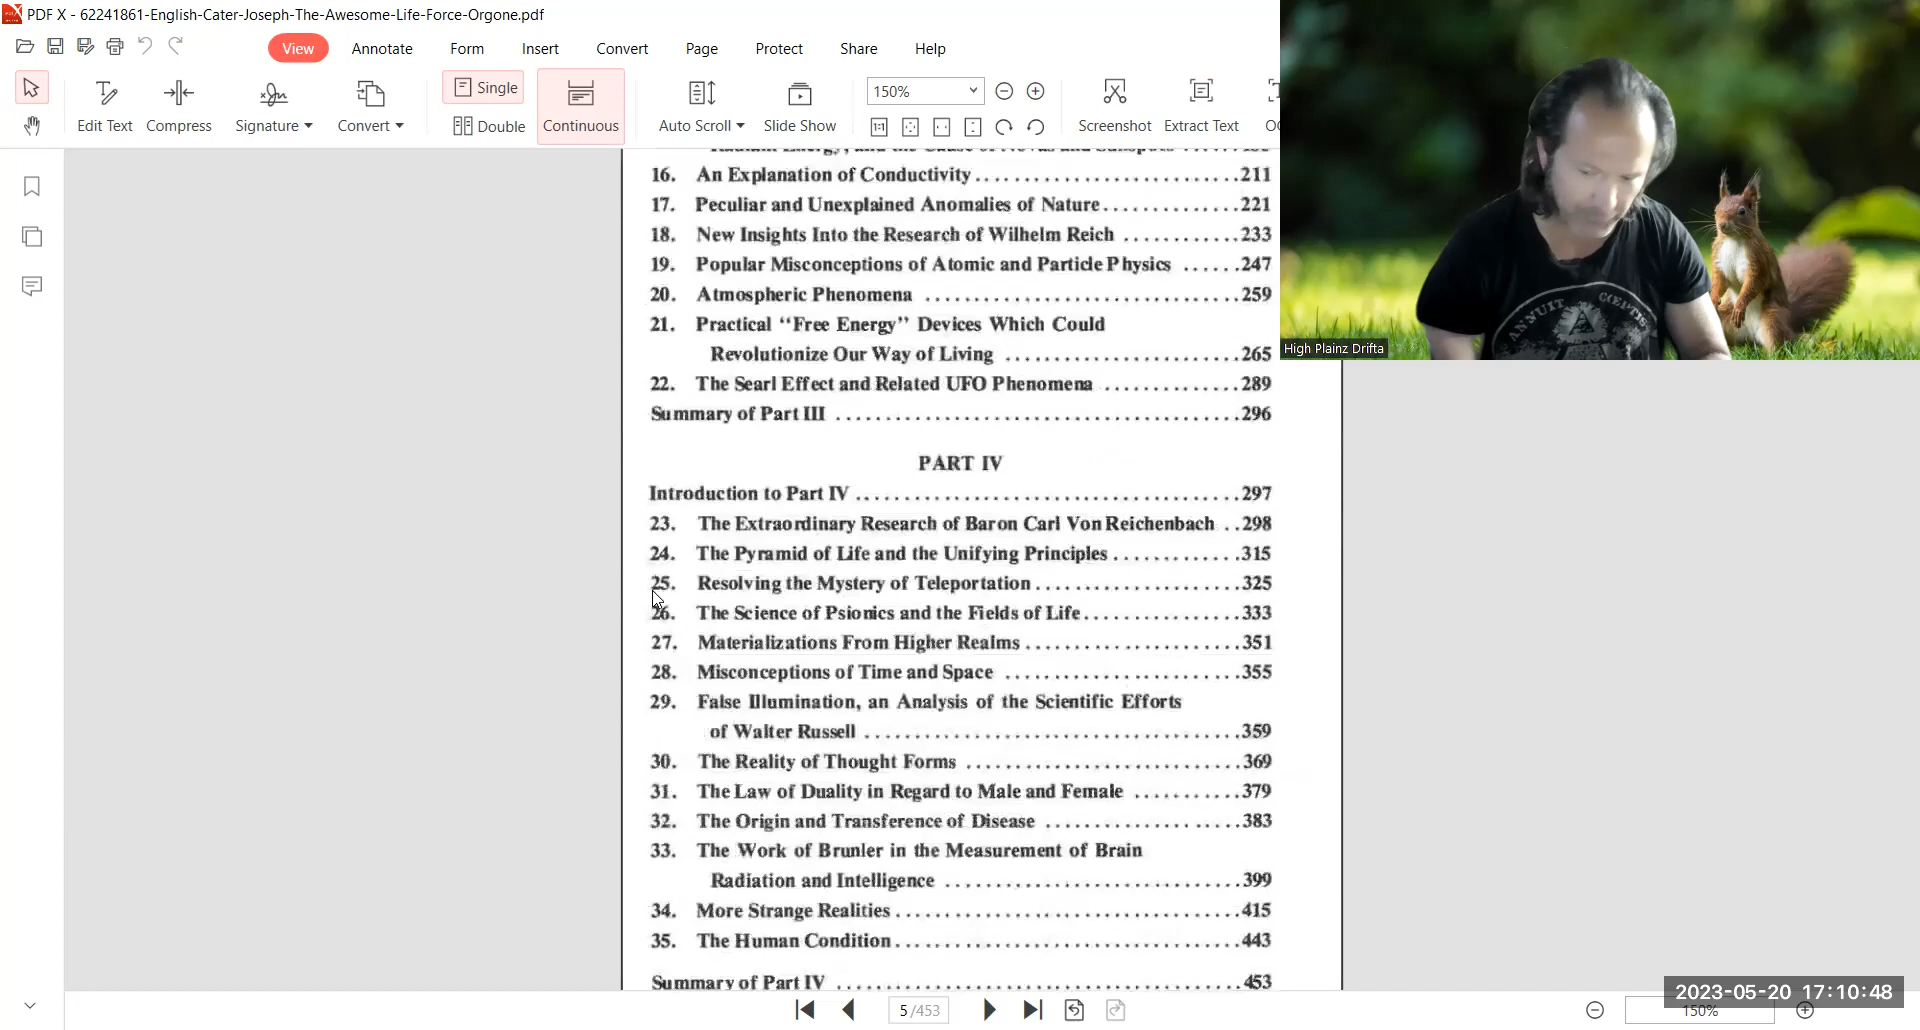 PDF X - 62241861-English-Cater-Joseph-The-Awesome-Life-Force-Orgone.pdf
View Annotate Form Insert Convert Page Protect Share Help
Edit Text Compress Signature Convert Single Double Continuous Auto Scroll Slide Show 150% 1:1 Screenshot Extract Text
16. An Explanation of Conductivity..........................211
17. Peculiar and Unexplained Anomalies of Nature..............221
18. New Insights Into the Research of Wilhelm Reich ............233
19. Popular Misconceptions of Atomic and Particle Physics ......247
20. Atmospheric Phenomena ................................259
21. Practical “Free Energy” Devices Which Could
Revolutionize Our Way of Living ........................265
22. The Searl Effect and Related UFO Phenomena ..............289
Summary of Part III .........................................296
PART IV
Introduction to Part IV .......................................297
23. The Extraordinary Research of Baron Carl Von Reichenbach ..298
24. The Pyramid of Life and the Unifying Principles.............315
25. Resolving the Mystery of Teleportation.....................325
26. The Science of Psionics and the Fields of Life................333
27. Materializations From Higher Realms......................351
28. Misconceptions of Time and Space ........................355
29. False Illumination, an Analysis of the Scientific Efforts
of Walter Russell ......................................359
30. The Reality of Thought Forms ............................369
31. The Law of Duality in Regard to Male and Female ...........379
32. The Origin and Transference of Disease ....................383
33. The Work of Brunler in the Measurement of Brain
Radiation and Intelligence ..............................399
34. More Strange Realities...................................415
35. The Human Condition...................................443
Summary of Part IV .........................................453
5 /453
150%
ANNUIT CŒPTIS
High Plainz Drifta
2023-05-20 17:10:48